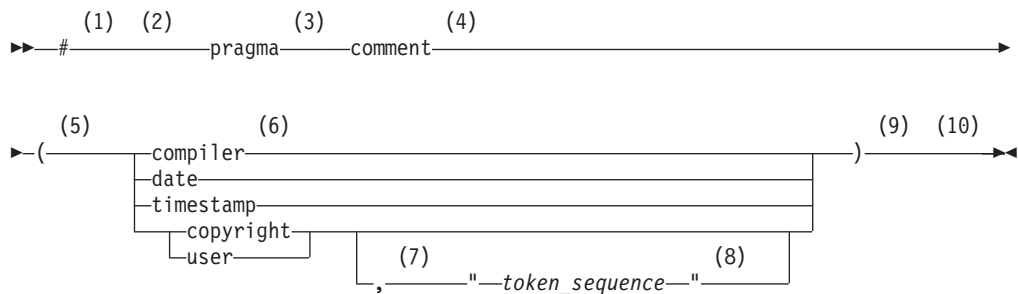 (1) (2) (3) (4)
# pragma comment
(5) (6) (9) (10)
( compiler )
date
timestamp
copyright
user
(7) (8)
, " token_sequence "